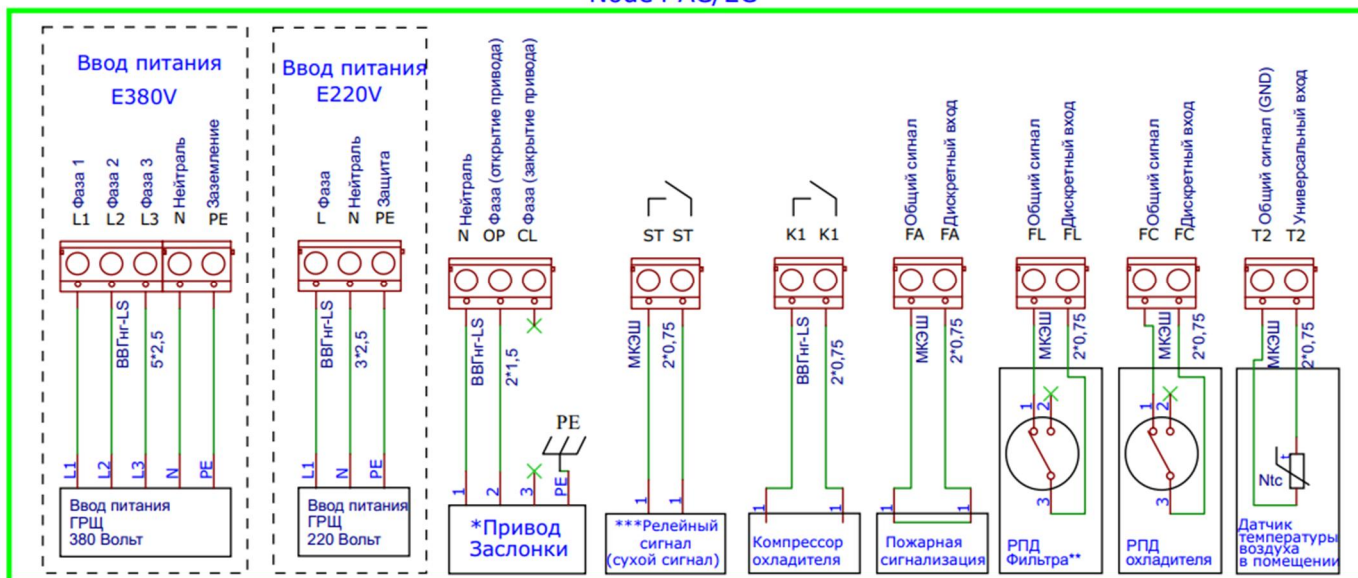 Ввод питания
E380V
Фаза 1
Фаза 2
Фаза 3
Нейтраль
Заземление
L1 L2 L3 N PE
ВВГнг-LS
5*2,5
L1 L2 L3 N PE
Ввод питания
ГРЩ
380 Вольт
Ввод питания
E220V
Фаза
Нейтраль
Защита
L N PE
ВВГнг-LS
3*2,5
L1 N PE
Ввод питания
ГРЩ
220 Вольт
Нейтраль
Фаза (открытие привода)
Фаза (закрытие привода)
N OP CL
ВВГнг-LS
2*1,5
PE
1 2 3 PE
*Привод
Заслонки
ST ST
МКЭШ
2*0,75
1 1
***Релейный
сигнал
(сухой сигнал)
K1 K1
ВВГнг-LS
2*0,75
1 1
Компрессор
охладителя
Общий сигнал
Дискретный вход
FA FA
МКЭШ
2*0,75
1 1
Пожарная
сигнализация
Общий сигнал
Дискретный вход
FL FL
МКЭШ
2*0,75
1 2
3
РПД
Фильтра**
Общий сигнал
Дискретный вход
FC FC
МКЭШ
2*0,75
1 2
3
РПД
охладителя
Общий сигнал (GND)
Универсальный вход
T2 T2
МКЭШ
2*0,75
t
Ntc
Датчик
температуры
воздуха
в помещении